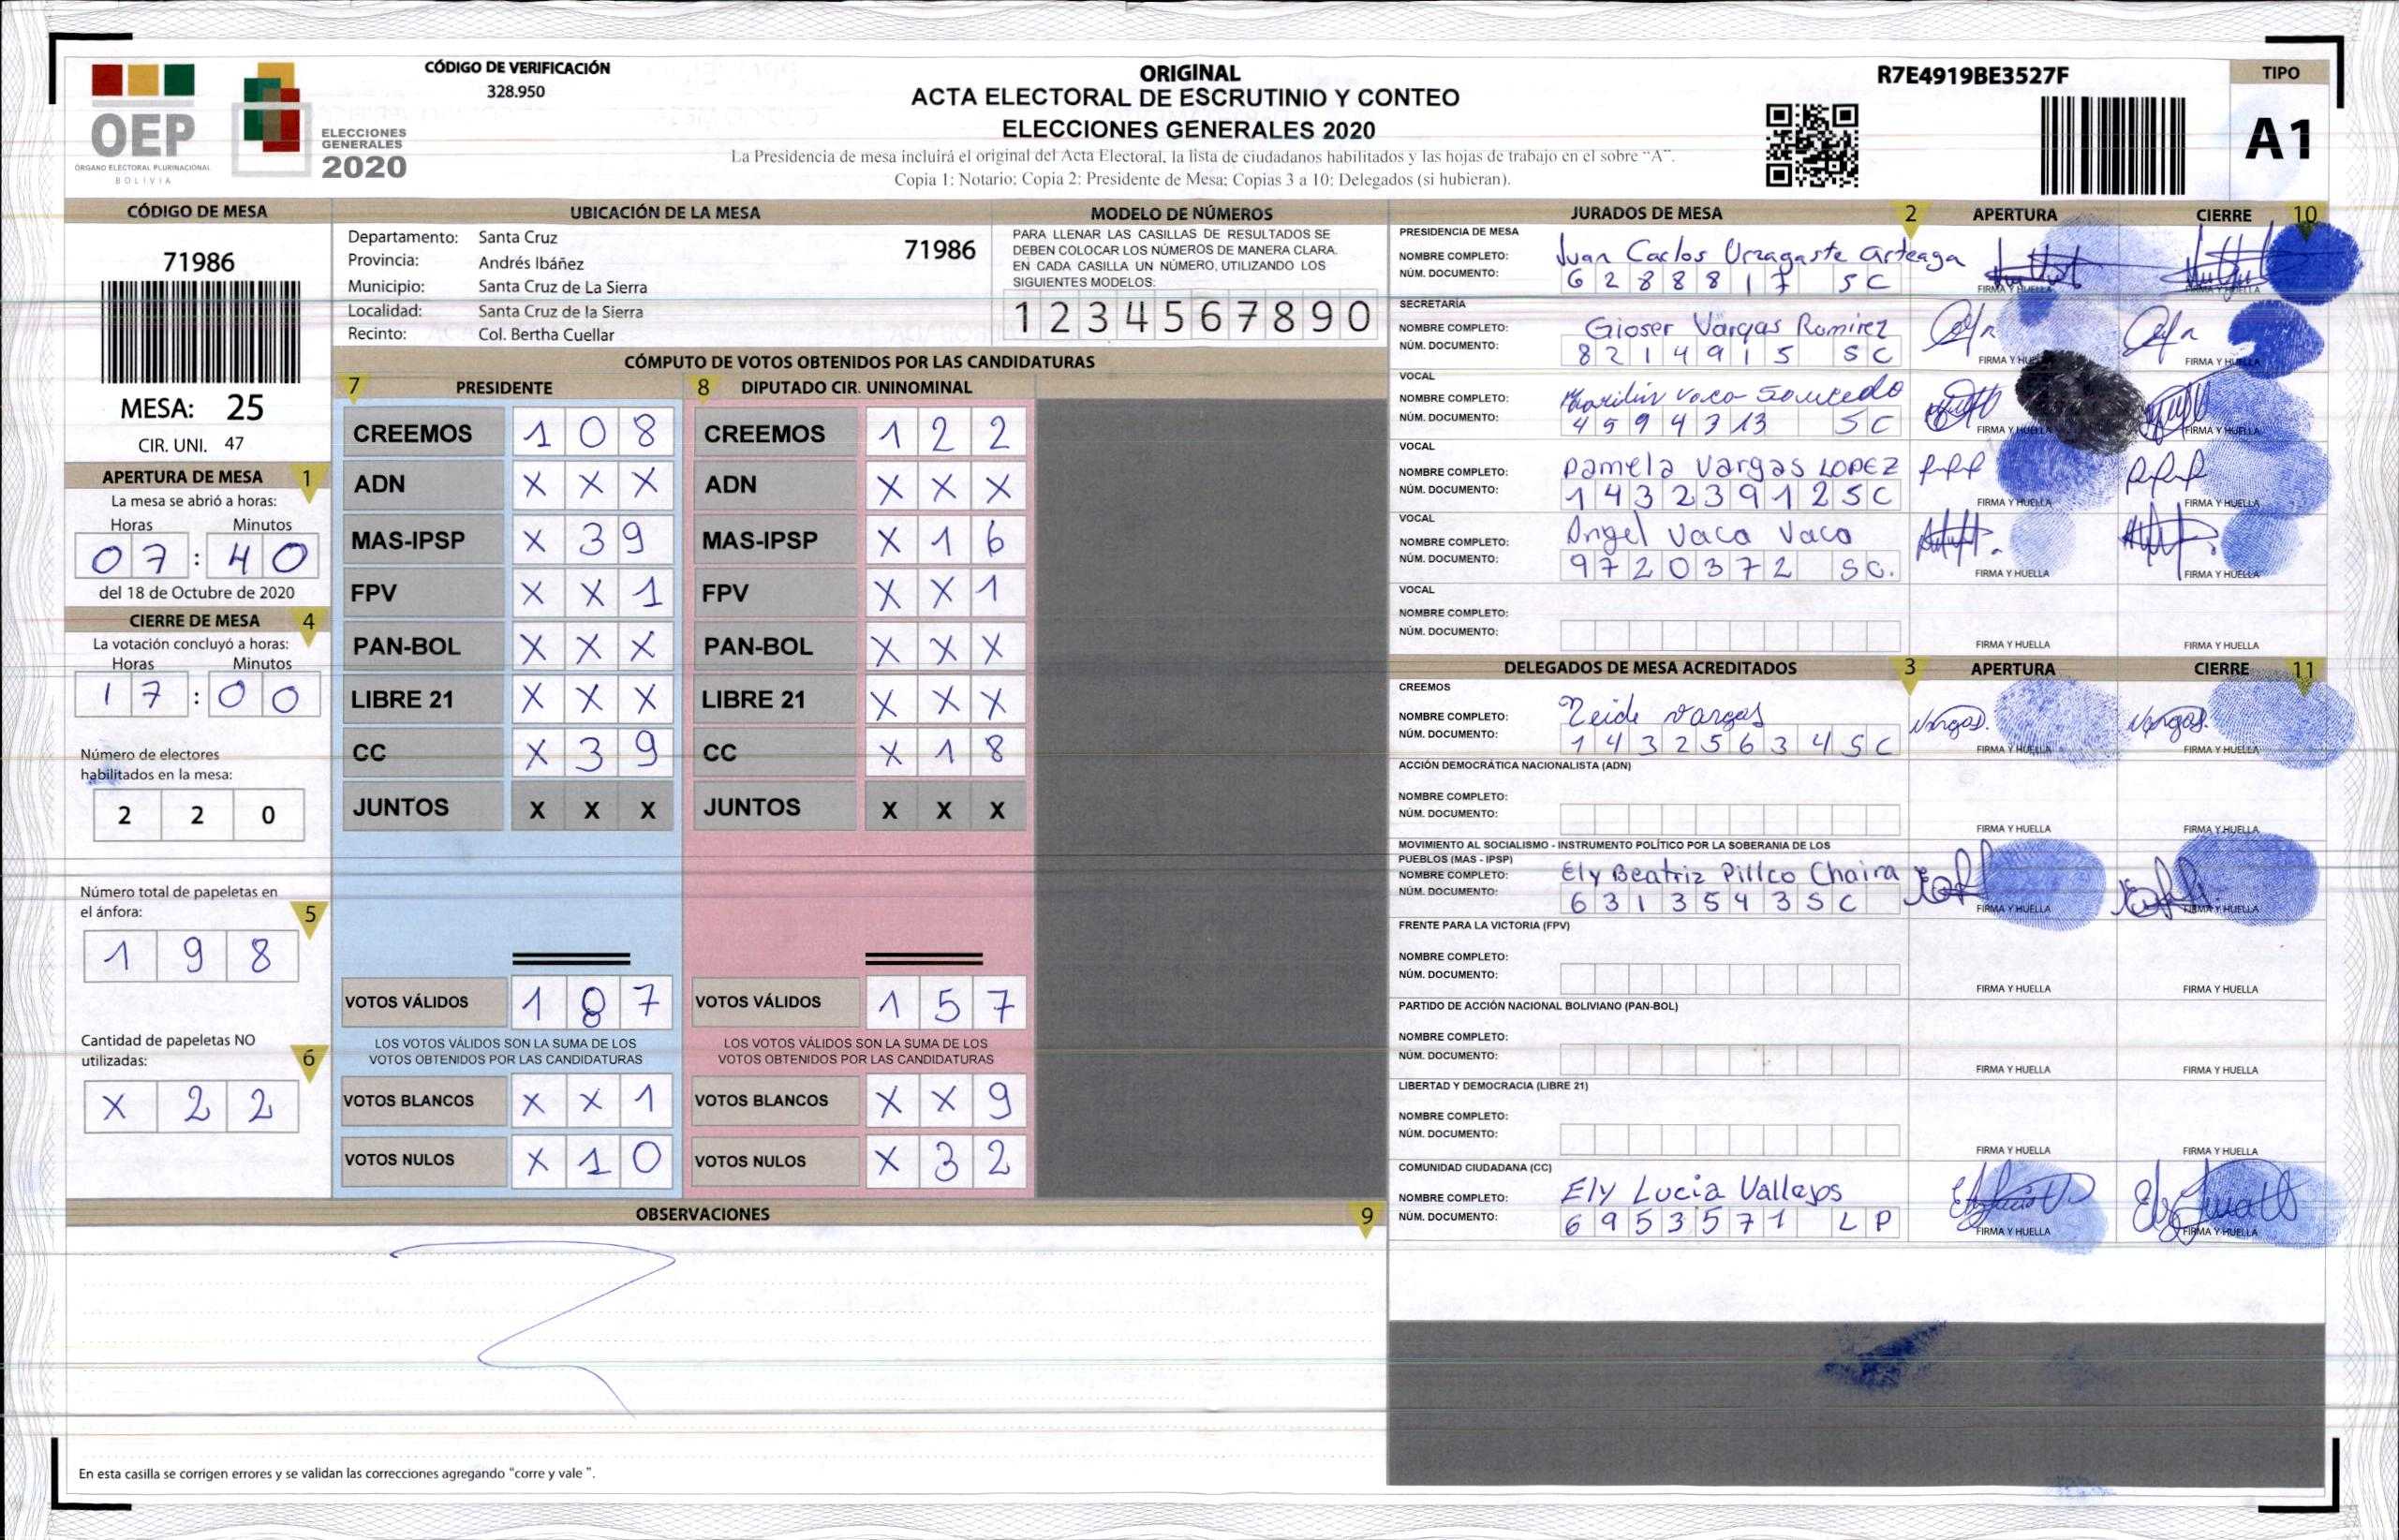 OEP
ÓRGANO ELECTORAL PLURINACIONAL
BOLIVIA
ELECCIONES
GENERALES
2020
CÓDIGO DE VERIFICACIÓN
328.950
ORIGINAL
ACTA ELECTORAL DE ESCRUTINIO Y CONTEO
ELECCIONES GENERALES 2020
La Presidencia de mesa incluirá el original del Acta Electoral, la lista de ciudadanos habilitados y las hojas de trabajo en el sobre "A".
Copia 1: Notario; Copia 2: Presidente de Mesa; Copias 3 a 10: Delegados (si hubieran).
R7E4919BE3527F
TIPO
A1
CÓDIGO DE MESA
71986
MESA: 25
CIR. UNI. 47
APERTURA DE MESA 1
La mesa se abrió a horas:
Horas Minutos
07:40
del 18 de Octubre de 2020
CIERRE DE MESA 4
La votación concluyó a horas:
Horas Minutos
17:00
Número de electores
habilitados en la mesa:
2 2 0
Número total de papeletas en
el ánfora: 5
1 9 8
Cantidad de papeletas NO
utilizadas: 6
X 2 2
UBICACIÓN DE LA MESA
Departamento: Santa Cruz 71986
Provincia: Andrés Ibáñez
Municipio: Santa Cruz de La Sierra
Localidad: Santa Cruz de la Sierra
Recinto: Col. Bertha Cuellar
MODELO DE NÚMEROS
PARA LLENAR LAS CASILLAS DE RESULTADOS SE
DEBEN COLOCAR LOS NÚMEROS DE MANERA CLARA.
EN CADA CASILLA UN NÚMERO, UTILIZANDO LOS
SIGUIENTES MODELOS:
1 2 3 4 5 6 7 8 9 0
CÓMPUTO DE VOTOS OBTENIDOS POR LAS CANDIDATURAS
7 PRESIDENTE 8 DIPUTADO CIR. UNINOMINAL
CREEMOS 1 0 8 CREEMOS 1 2 2
ADN X X X ADN X X X
MAS-IPSP X 3 9 MAS-IPSP X 1 6
FPV X X 1 FPV X X 1
PAN-BOL X X X PAN-BOL X X X
LIBRE 21 X X X LIBRE 21 X X X
CC X 3 9 CC X 1 8
JUNTOS X X X JUNTOS X X X
VOTOS VÁLIDOS 1 8 7 VOTOS VÁLIDOS 1 5 7
LOS VOTOS VÁLIDOS SON LA SUMA DE LOS LOS VOTOS VÁLIDOS SON LA SUMA DE LOS
VOTOS OBTENIDOS POR LAS CANDIDATURAS VOTOS OBTENIDOS POR LAS CANDIDATURAS
VOTOS BLANCOS X X 1 VOTOS BLANCOS X X 9
VOTOS NULOS X 1 0 VOTOS NULOS X 3 2
OBSERVACIONES 9
En esta casilla se corrigen errores y se validan las correcciones agregando "corre y vale ".
JURADOS DE MESA 2 APERTURA CIERRE 10
PRESIDENCIA DE MESA
NOMBRE COMPLETO: Juan Carlos Urzagaste Arteaga
NÚM. DOCUMENTO: 6288817 SC
FIRMA Y HUELLA FIRMA Y HUELLA
SECRETARÍA
NOMBRE COMPLETO: Gioser Vargas Ramirez
NÚM. DOCUMENTO: 8214915 SC
FIRMA Y HUELLA FIRMA Y HUELLA
VOCAL
NOMBRE COMPLETO: Marilin Vaca Saucedo
NÚM. DOCUMENTO: 4594313 SC
FIRMA Y HUELLA FIRMA Y HUELLA
VOCAL
NOMBRE COMPLETO: Pamela Vargas LOPEZ
NÚM. DOCUMENTO: 14323912SC
FIRMA Y HUELLA FIRMA Y HUELLA
VOCAL
NOMBRE COMPLETO: Angel Vaca Vaca
NÚM. DOCUMENTO: 9720372 SC.
FIRMA Y HUELLA FIRMA Y HUELLA
VOCAL
NOMBRE COMPLETO:
NÚM. DOCUMENTO:
FIRMA Y HUELLA FIRMA Y HUELLA
DELEGADOS DE MESA ACREDITADOS 3 APERTURA CIERRE 11
CREEMOS
NOMBRE COMPLETO: Neide Vargas
NÚM. DOCUMENTO: 14325634SC
Vargas. Vargas.
FIRMA Y HUELLA FIRMA Y HUELLA
ACCIÓN DEMOCRÁTICA NACIONALISTA (ADN)
NOMBRE COMPLETO:
NÚM. DOCUMENTO:
FIRMA Y HUELLA FIRMA Y HUELLA
MOVIMIENTO AL SOCIALISMO - INSTRUMENTO POLÍTICO POR LA SOBERANIA DE LOS
PUEBLOS (MAS - IPSP)
NOMBRE COMPLETO: Ely Beatriz Pillco Chaira
NÚM. DOCUMENTO: 6313543SC
FIRMA Y HUELLA FIRMA Y HUELLA
FRENTE PARA LA VICTORIA (FPV)
NOMBRE COMPLETO:
NÚM. DOCUMENTO:
FIRMA Y HUELLA FIRMA Y HUELLA
PARTIDO DE ACCIÓN NACIONAL BOLIVIANO (PAN-BOL)
NOMBRE COMPLETO:
NÚM. DOCUMENTO:
FIRMA Y HUELLA FIRMA Y HUELLA
LIBERTAD Y DEMOCRACIA (LIBRE 21)
NOMBRE COMPLETO:
NÚM. DOCUMENTO:
FIRMA Y HUELLA FIRMA Y HUELLA
COMUNIDAD CIUDADANA (CC)
NOMBRE COMPLETO: Ely Lucia Vallejos
NÚM. DOCUMENTO: 6953571 LP
FIRMA Y HUELLA FIRMA Y HUELLA